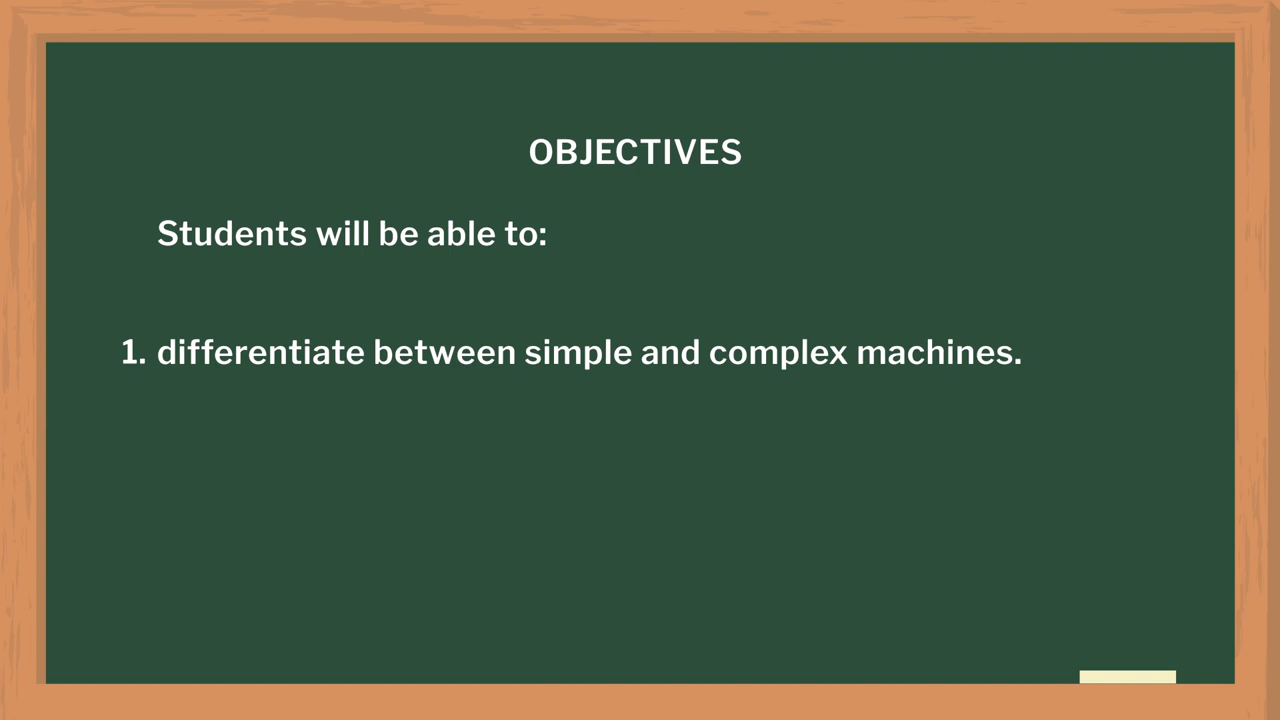 OBJECTIVES
Students will be able to:
1. differentiate between simple and complex machines.